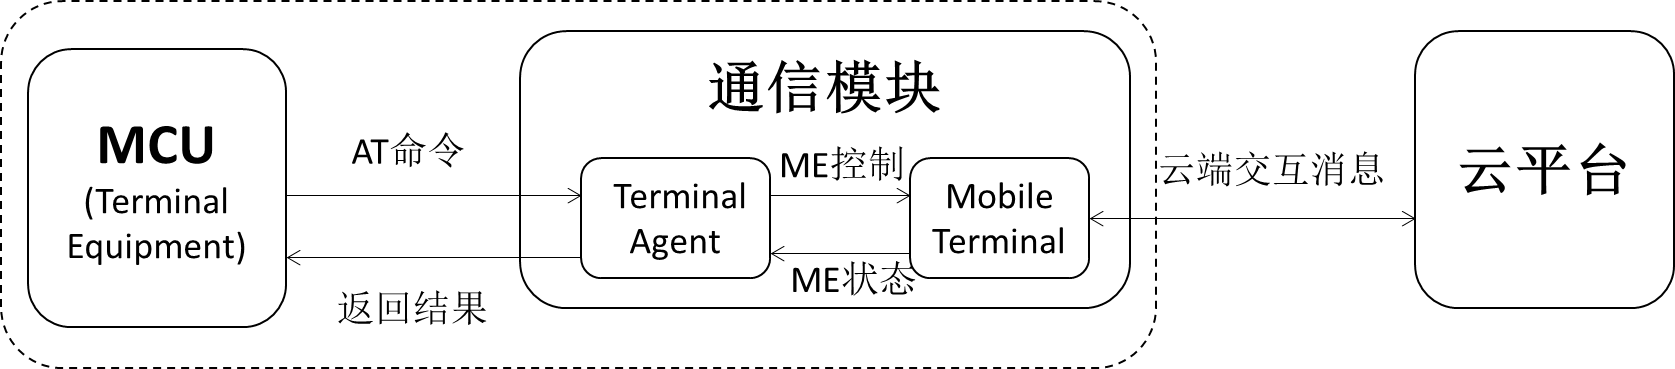 MCU
(Terminal
Equipment)
AT命令
返回结果
通信模块
Terminal
Agent
ME控制
ME状态
Mobile
Terminal
云端交互消息
云平台